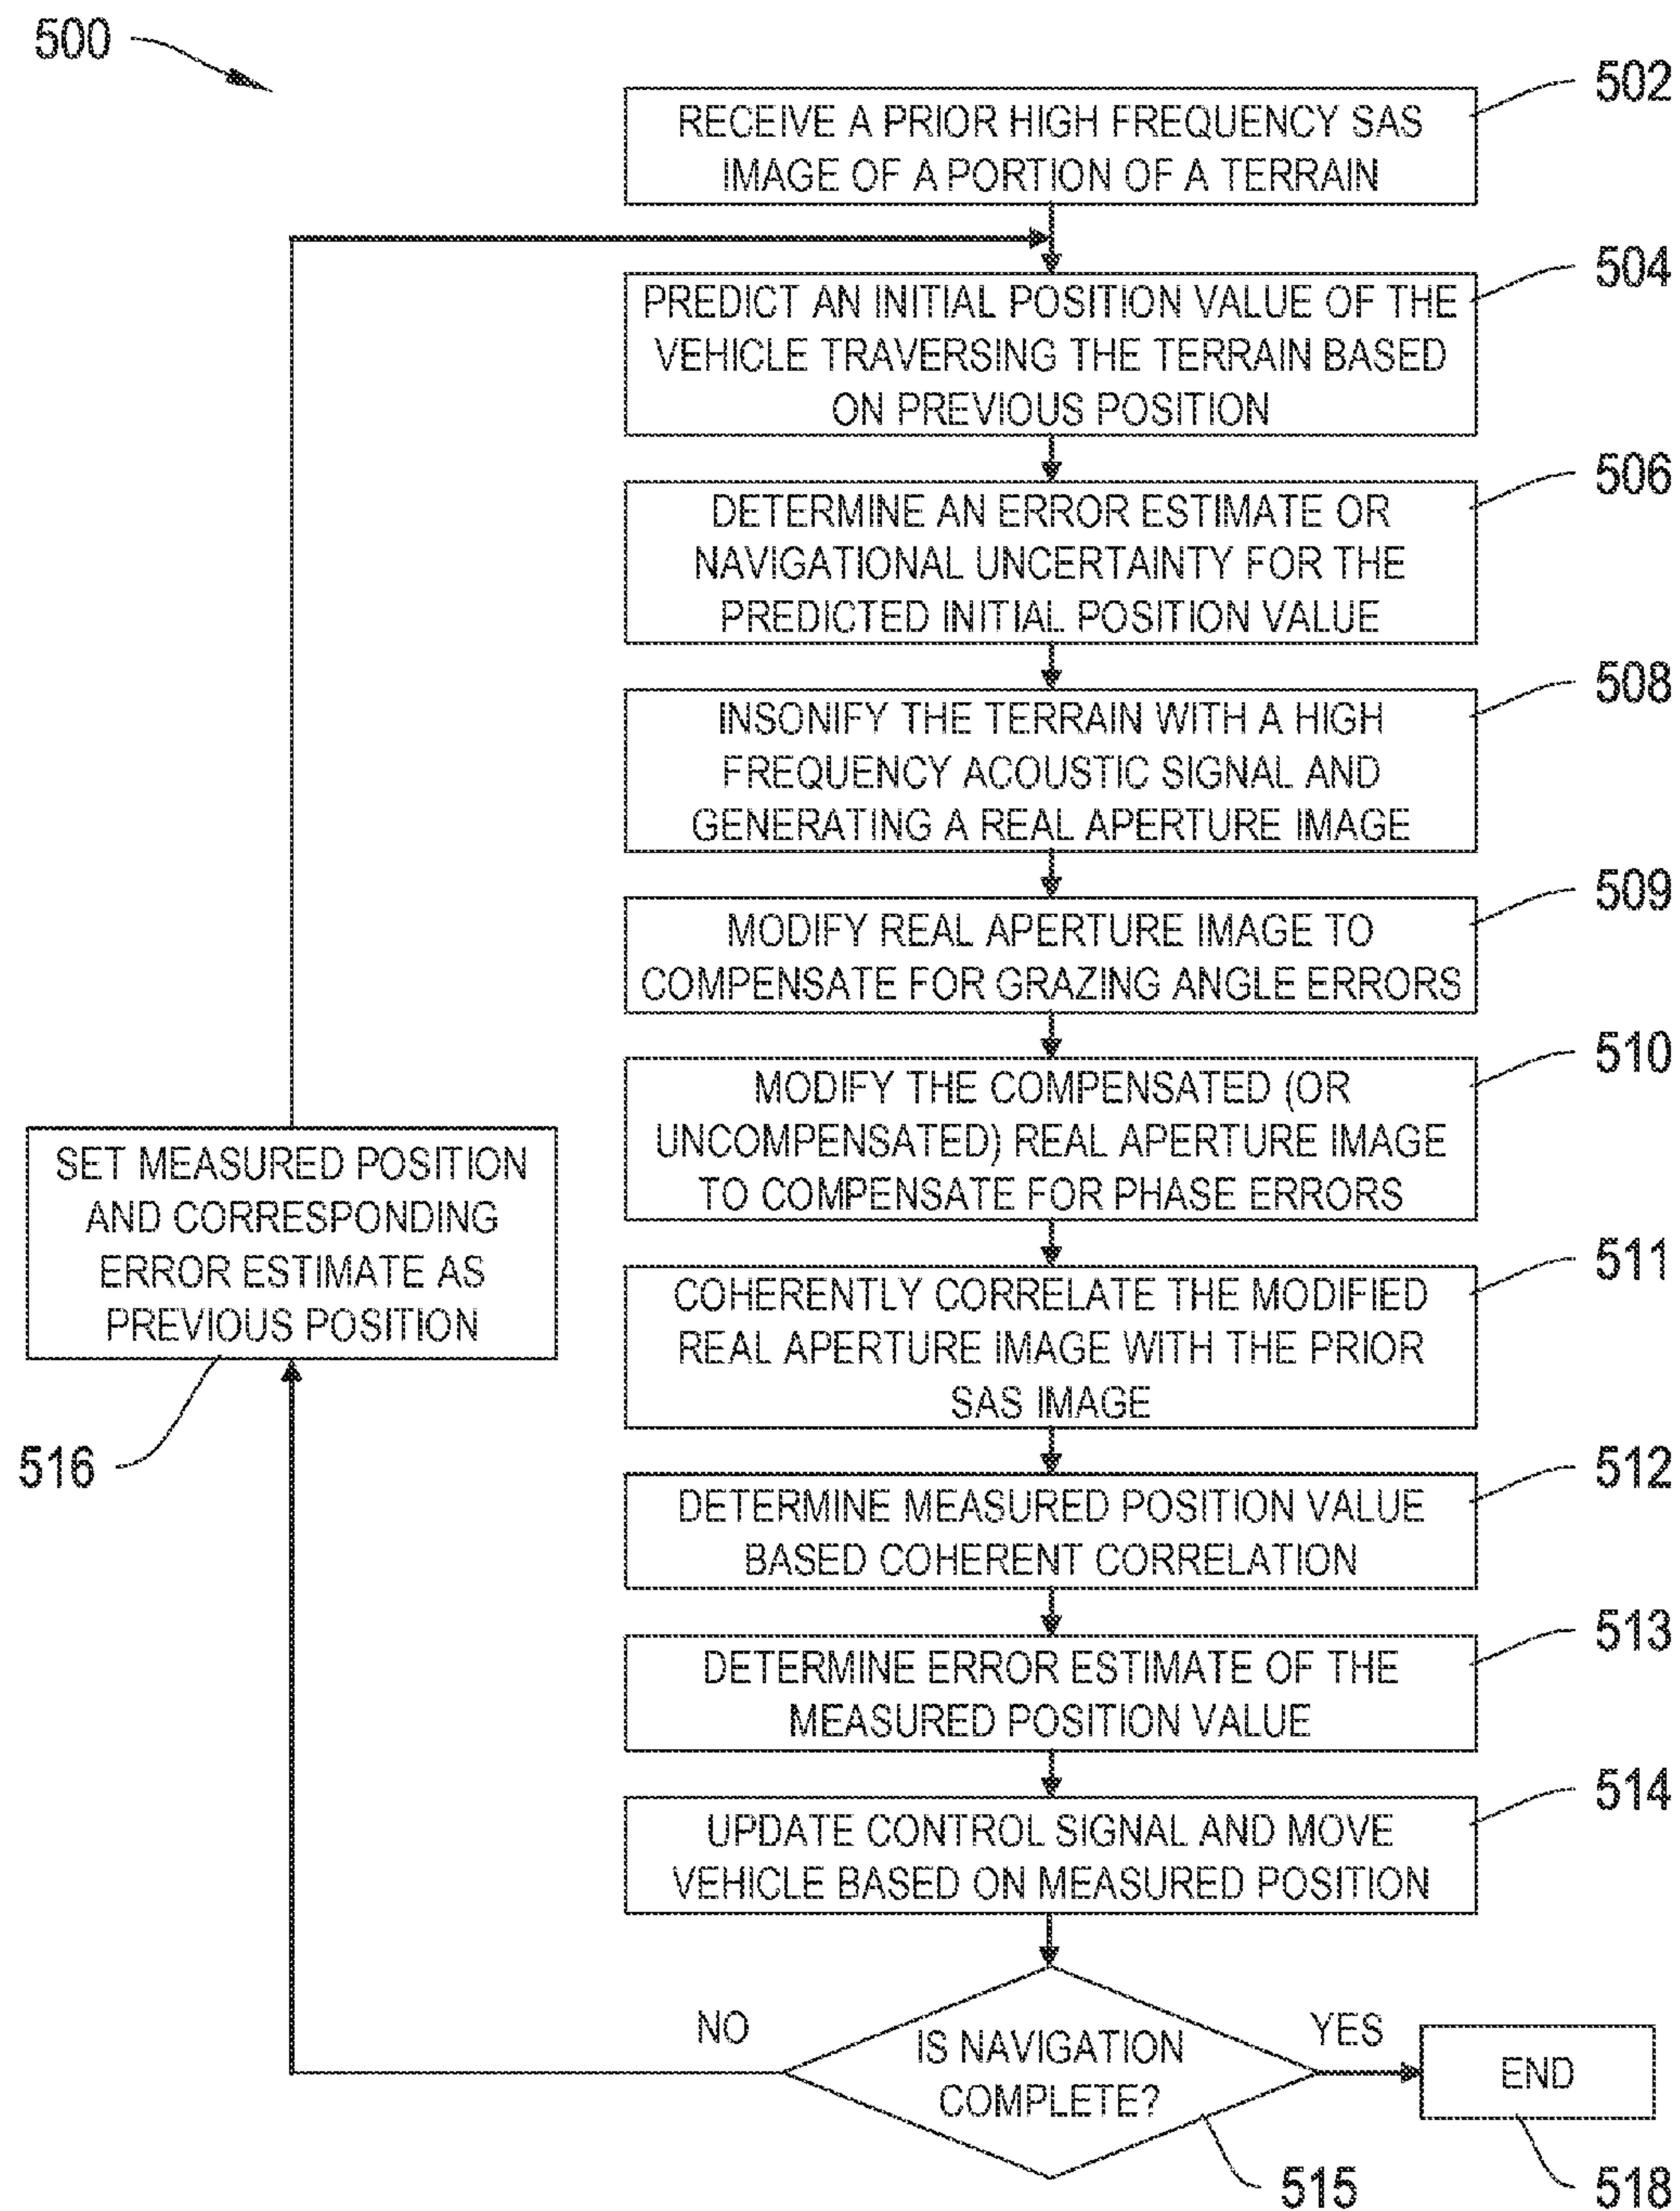 500
502
RECEIVE A PRIOR HIGH FREQUENCY SAS
IMAGE OF A PORTION OF A TERRAIN
504
PREDICT AN INITIAL POSITION VALUE OF THE
VEHICLE TRAVERSING THE TERRAIN BASED
ON PREVIOUS POSITION
506
DETERMINE AN ERROR ESTIMATE OR
NAVIGATIONAL UNCERTAINTY FOR THE
PREDICTED INITIAL POSITION VALUE
508
INSONIFY THE TERRAIN WITH A HIGH
FREQUENCY ACOUSTIC SIGNAL AND
GENERATING A REAL APERTURE IMAGE
509
MODIFY REAL APERTURE IMAGE TO
COMPENSATE FOR GRAZING ANGLE ERRORS
510
MODIFY THE COMPENSATED (OR
UNCOMPENSATED) REAL APERTURE IMAGE
TO COMPENSATE FOR PHASE ERRORS
511
COHERENTLY CORRELATE THE MODIFIED
REAL APERTURE IMAGE WITH THE PRIOR
SAS IMAGE
512
DETERMINE MEASURED POSITION VALUE
BASED COHERENT CORRELATION
513
DETERMINE ERROR ESTIMATE OF THE
MEASURED POSITION VALUE
514
UPDATE CONTROL SIGNAL AND MOVE
VEHICLE BASED ON MEASURED POSITION
IS NAVIGATION
COMPLETE?
515
NO
YES
END
518
SET MEASURED POSITION
AND CORRESPONDING
ERROR ESTIMATE AS
PREVIOUS POSITION
516